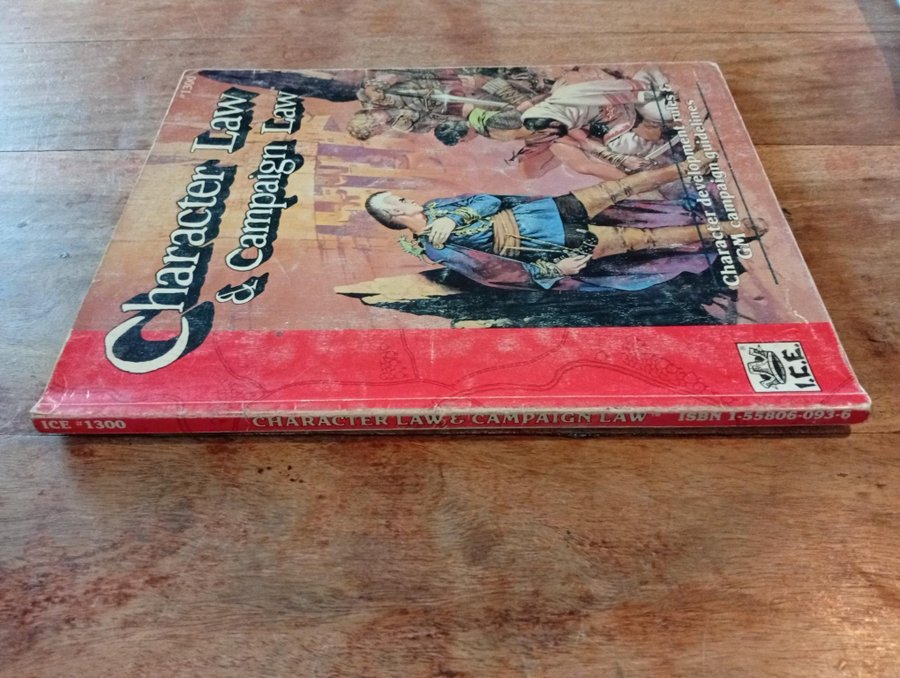 #1300
Character Law
& Campaign Law
Character development rules &
GM campaign guidelines
I.C.E.
ICE #1300 CHARACTER LAW & CAMPAIGN LAW™ ISBN 1-55806-093-6